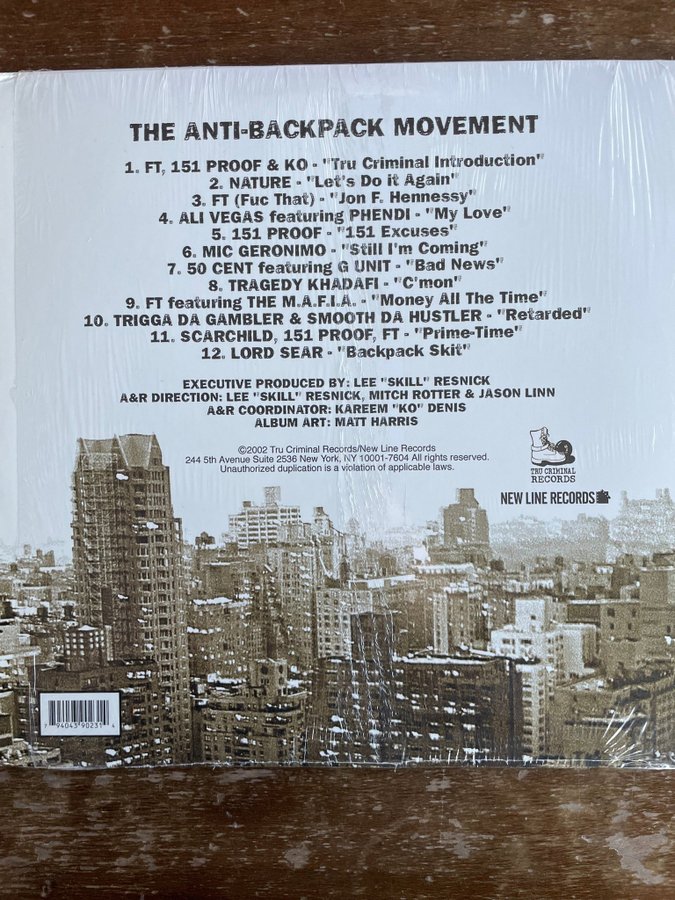 THE ANTI-BACKPACK MOVEMENT
1. FT, 151 PROOF & KO - "Tru Criminal Introduction"
2. NATURE - "Let's Do it Again"
3. FT (Fuc That) - "Jon F. Hennessy"
4. ALI VEGAS featuring PHENDI - "My Love"
5. 151 PROOF - "151 Excuses"
6. MIC GERONIMO - "Still I'm Coming"
7. 50 CENT featuring G UNIT - "Bad News"
8. TRAGEDY KHADAFI - "C'mon"
9. FT featuring THE M.A.F.I.A. - "Money All The Time"
10. TRIGGA DA GAMBLER & SMOOTH DA HUSTLER - "Retarded"
11. SCARCHILD, 151 PROOF, FT - "Prime-Time"
12. LORD SEAR - "Backpack Skit"
EXECUTIVE PRODUCED BY: LEE "SKILL" RESNICK
A&R DIRECTION: LEE "SKILL" RESNICK, MITCH ROTTER & JASON LINN
A&R COORDINATOR: KAREEM "KO" DENIS
ALBUM ART: MATT HARRIS
©2002 Tru Criminal Records/New Line Records
244 5th Avenue Suite 2536 New York, NY 10001-7604 All rights reserved.
Unauthorized duplication is a violation of applicable laws.
TRU CRIMINAL
RECORDS
NEW LINE RECORDS
7 94043 90231 4